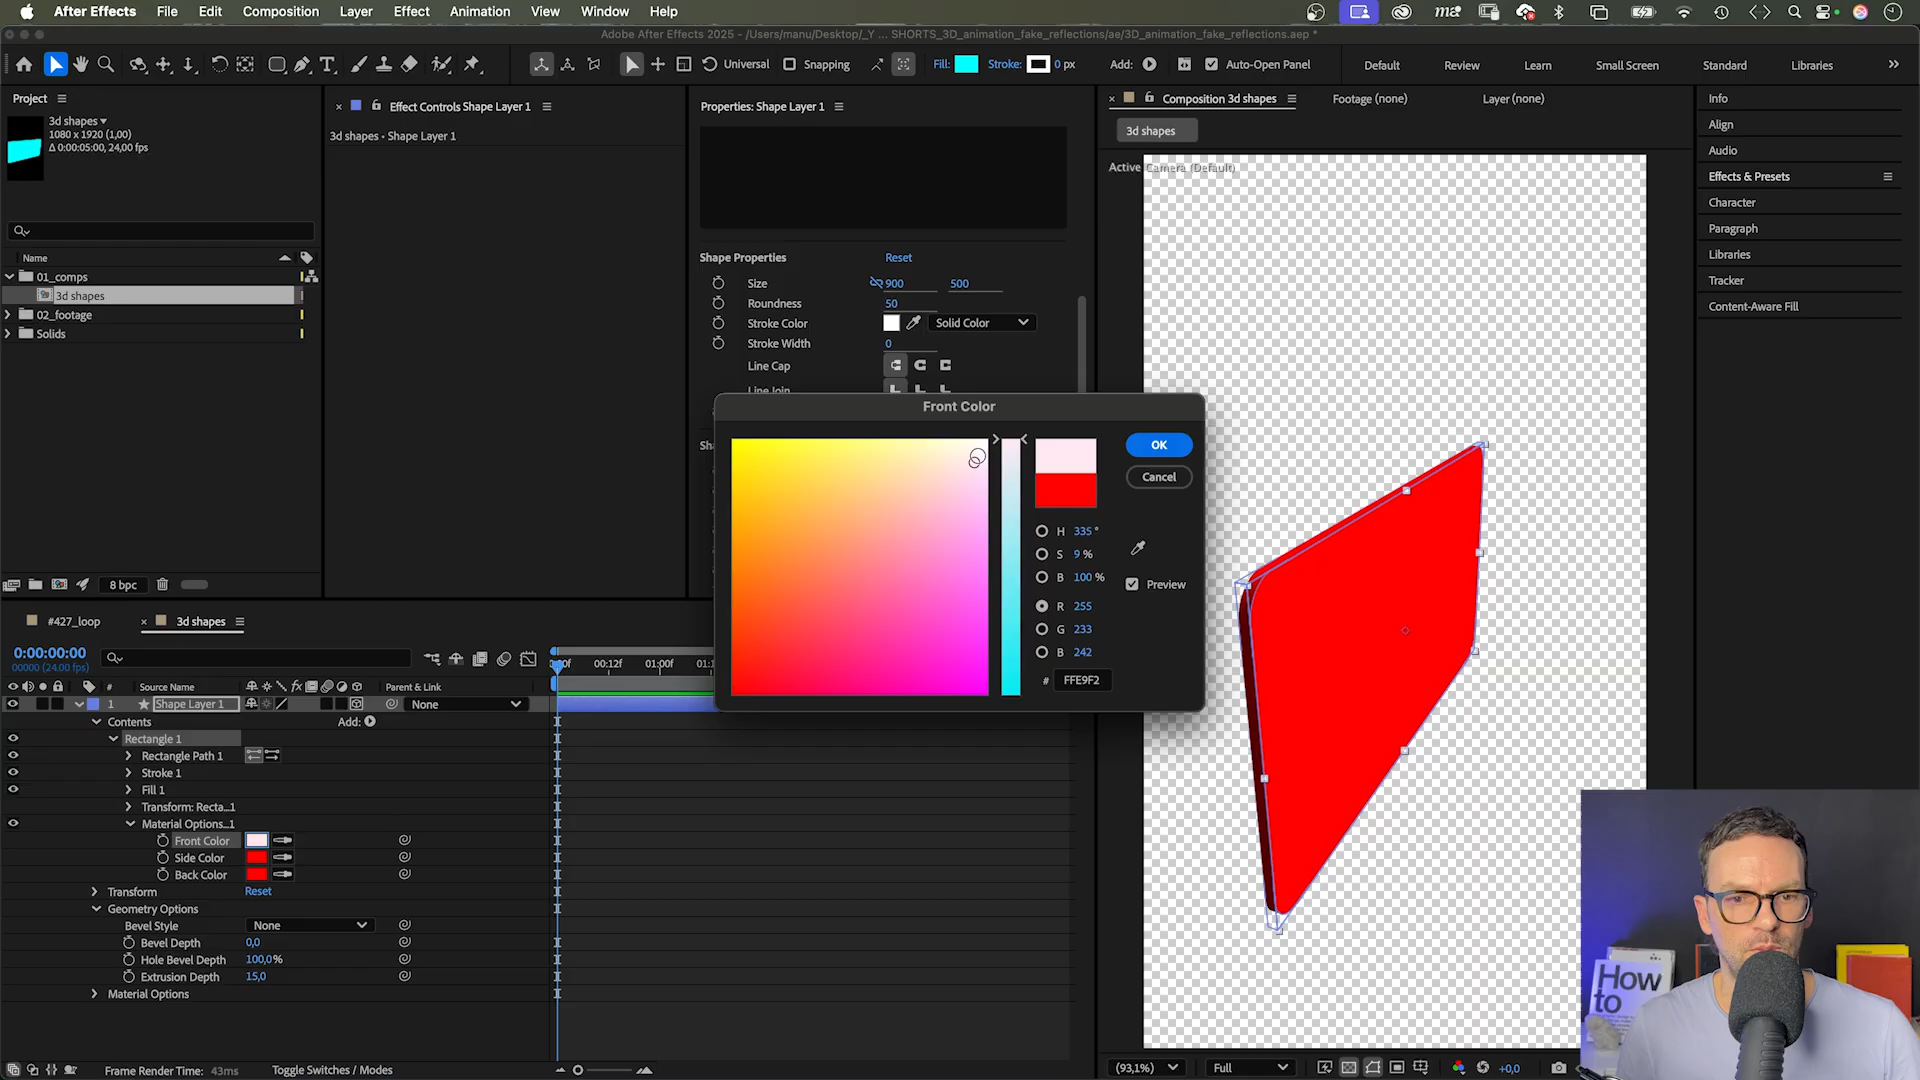 After Effects File Edit Composition Layer Effect Animation View Window Help
Adobe After Effects 2025 - /Users/manu/Desktop/_Y ... SHORTS_3D_animation_fake_reflections/ae/3D_animation_fake_reflections.aep *
Universal Snapping Fill: Stroke: 0 px Add: Auto-Open Panel Default Review Learn Small Screen Standard Libraries
Project
3d shapes
1080 x 1920 (1,00)
Δ 0:00:05:00, 24,00 fps
Name
01_comps
3d shapes
02_footage
Solids
8 bpc
Effect Controls Shape Layer 1
3d shapes • Shape Layer 1
Properties: Shape Layer 1
Shape Properties Reset
Size 900 500
Roundness 50
Stroke Color Solid Color
Stroke Width 0
Line Cap
Line Join
Front Color
OK
Cancel
H 335 °
S 9 %
B 100 %
Preview
R 255
G 233
B 242
# FFE9F2
Composition 3d shapes Footage (none) Layer (none)
3d shapes
Active Camera (Default)
Info
Align
Audio
Effects & Presets
Character
Paragraph
Libraries
Tracker
Content-Aware Fill
#427_loop 3d shapes
0:00:00:00
00000 (24.00 fps)
00:12f 01:00f
# Source Name Parent & Link
1 Shape Layer 1 None
Contents Add:
Rectangle 1
Rectangle Path 1
Stroke 1
Fill 1
Transform: Recta...1
Material Options...1
Front Color
Side Color
Back Color
Transform Reset
Geometry Options
Bevel Style None
Bevel Depth 0,0
Hole Bevel Depth 100,0%
Extrusion Depth 15,0
Material Options
Frame Render Time: 43ms Toggle Switches / Modes
(93,1%) Full +0,0
How
to